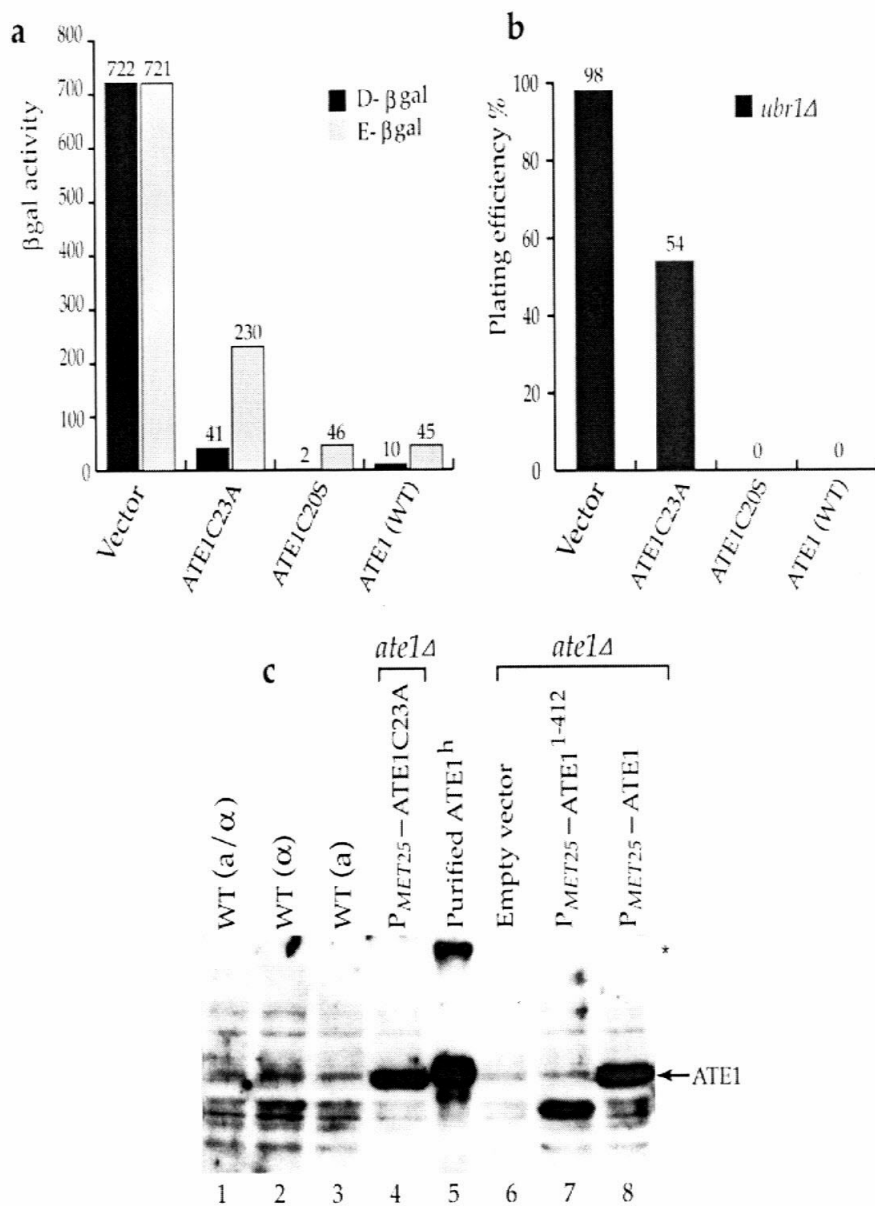 a
βgal activity
800
700
600
500
400
300
200
100
0
722 721
41 230
2 46
10 45
D-βgal
E-βgal
Vector
ATE1C23A
ATE1C20S
ATE1 (WT)
b
Plating efficiency %
100
80
60
40
20
0
98
54
0
0
ubr1Δ
Vector
ATE1C23A
ATE1C20S
ATE1 (WT)
c
ate1Δ
ate1Δ
WT (a/α)
WT (α)
WT (a)
PMET25–ATE1C23A
Purified ATE1h
Empty vector
PMET25–ATE11-412
PMET25–ATE1
*
ATE1
1 2 3 4 5 6 7 8